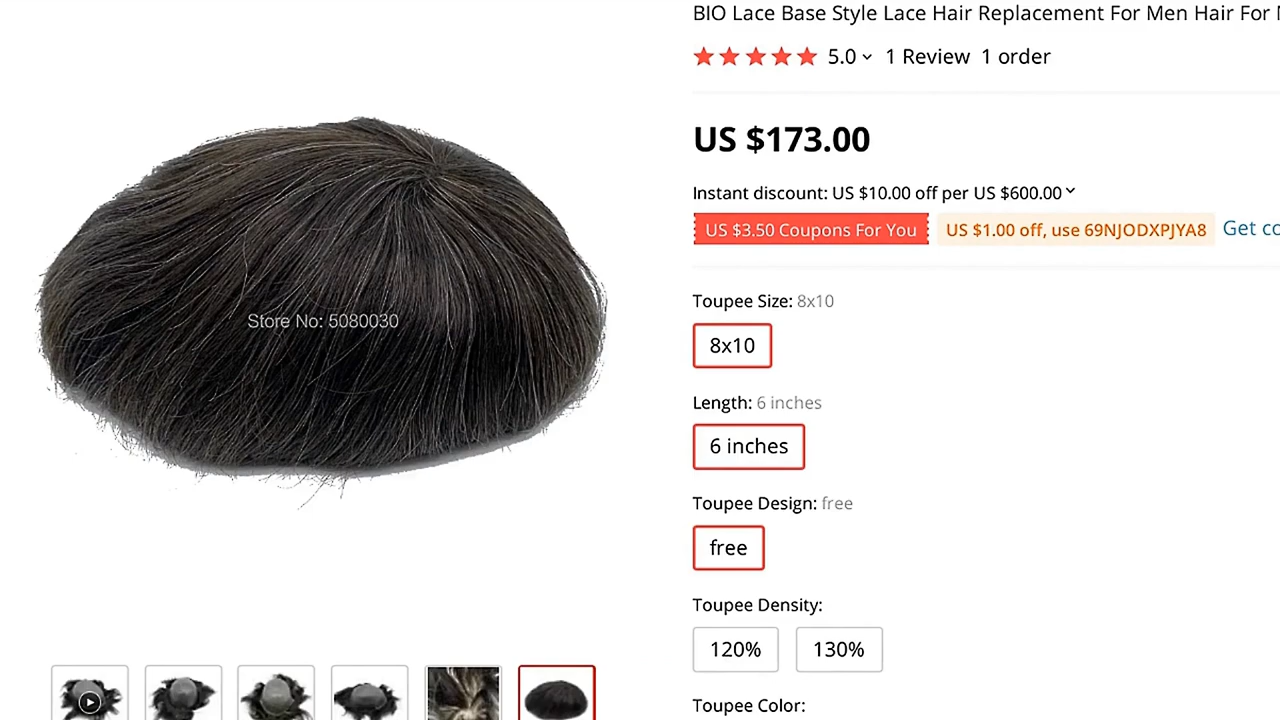 BIO Lace Base Style Lace Hair Replacement For Men Hair For
5.0 1 Review 1 order
US $173.00
Instant discount: US $10.00 off per US $600.00
US $3.50 Coupons For You US $1.00 off, use 69NJODXPJYA8 Get
Toupee Size: 8x10
8x10
Store No: 5080030
Length: 6 inches
6 inches
Toupee Design: free
free
Toupee Density:
120% 130%
Toupee Color: